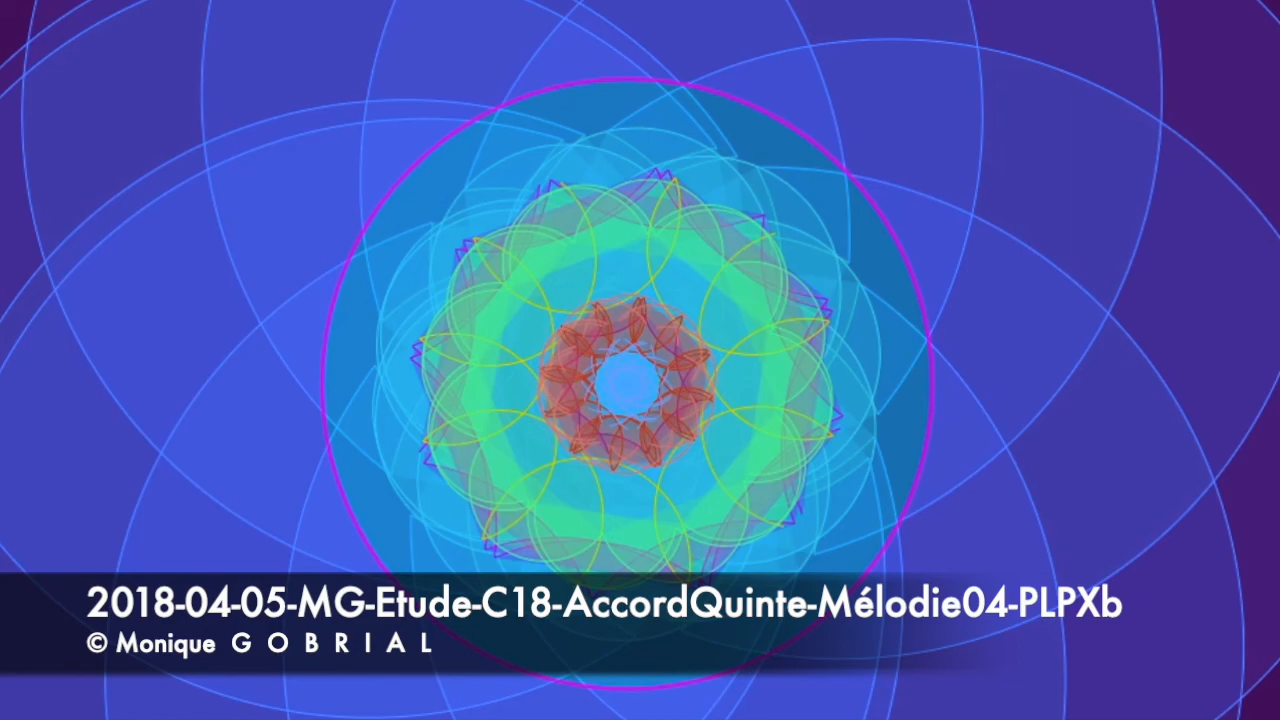 2018-04-05-MG-Etude-C18-AccordQuinte-Mélodie04-PLPXb
© Monique G O B R I A L